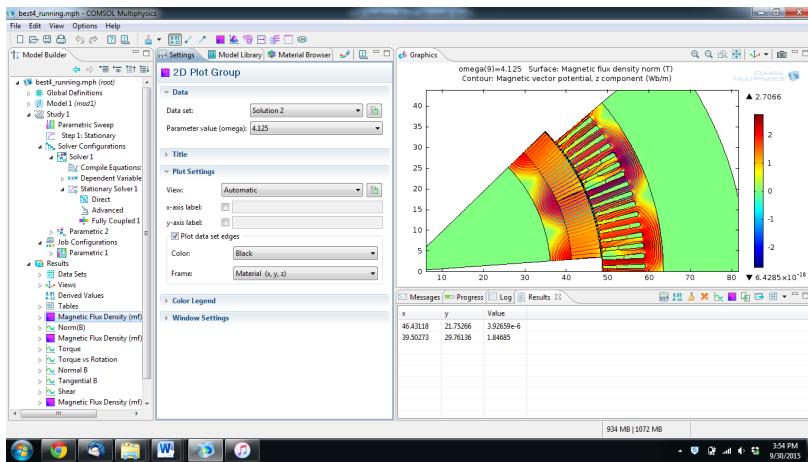 best4_running.mph - COMSOL Multiphysics
File Edit View Options Help
Model Builder
best4_running.mph (root)
Global Definitions
Model 1 (mod1)
Study 1
Parametric Sweep
Step 1: Stationary
Solver Configurations
Solver 1
Compile Equations:
Dependent Variable
Stationary Solver 1
Direct
Advanced
Fully Coupled 1
Parametric 2
Job Configurations
Parametric 1
Results
Data Sets
Views
Derived Values
Tables
Magnetic Flux Density (mf)
Norm(B)
Magnetic Flux Density (mf)
Torque
Torque vs Rotation
Normal B
Tangential B
Shear
Magnetic Flux Density (mf)
Settings Model Library Material Browser
2D Plot Group
Data
Data set: Solution 2
Parameter value (omega): 4.125
Title
Plot Settings
View: Automatic
x-axis label:
y-axis label:
Plot data set edges
Color: Black
Frame: Material (x, y, z)
Color Legend
Window Settings
Graphics
omega(9)=4.125 Surface: Magnetic flux density norm (T)
Contour: Magnetic vector potential, z component (Wb/m)
COMSOL
MULTIPHYSICS
40
35
30
25
20
15
10
5
0
10 20 30 40 50 60 70 80
▲ 2.7066
2
1
0
-1
-2
▼ 6.4285×10⁻¹⁸
Messages Progress Log Results
x y Value
46.43118 21.75266 3.92659e-6
39.50273 29.76136 1.84685
934 MB | 1072 MB
3:54 PM
9/30/2015